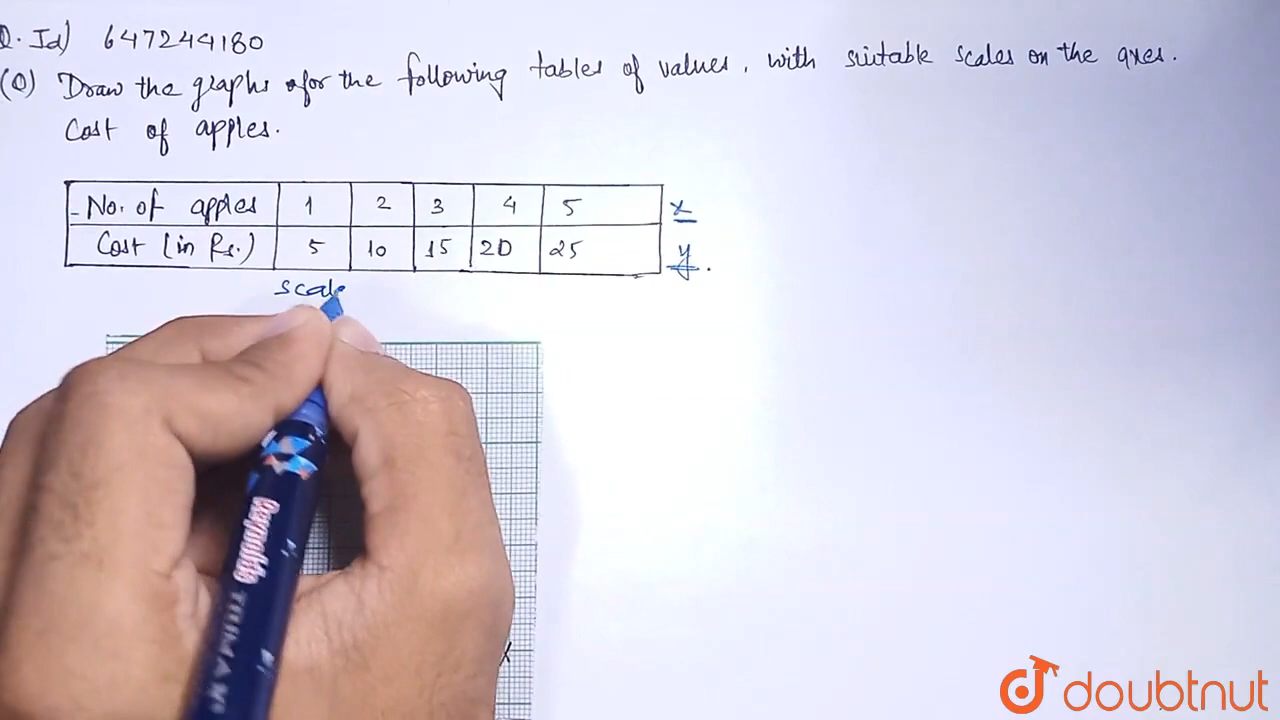 Q. Id) 647244180
(Q) Draw the graphs for the following tables of values, with suitable scales on the axes.
Cost of apples.
No. of apples 1 2 3 4 5 x
Cost (in Rs.) 5 10 15 20 25 y.
scale
Reynolds TRIMAX
X
doubtnut